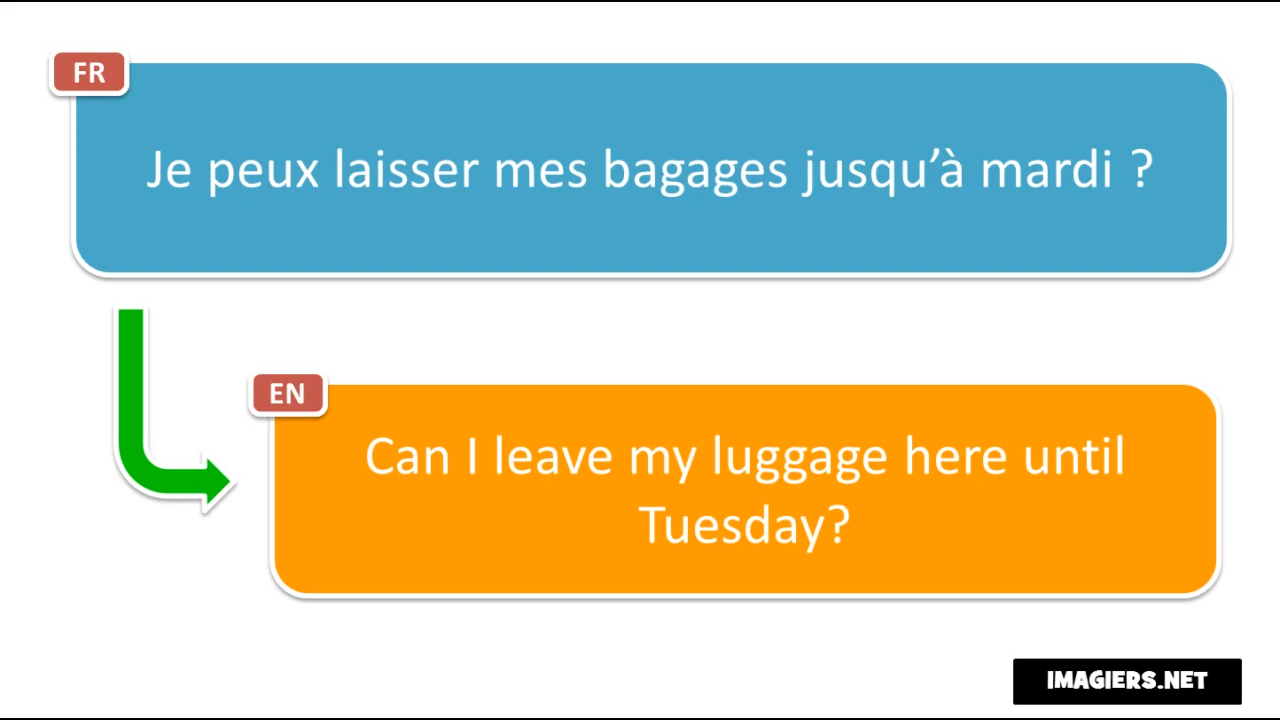 FR
Je peux laisser mes bagages jusqu’à mardi ?
EN
Can I leave my luggage here until
Tuesday?
IMAGIERS.NET